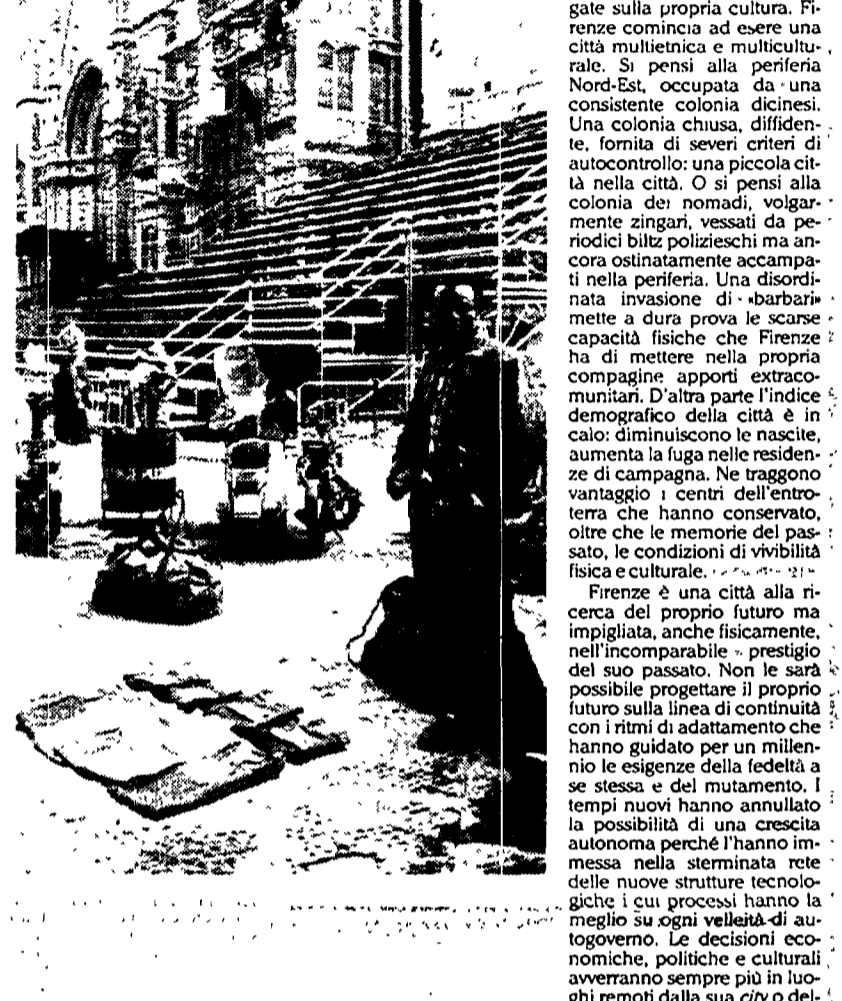 gate sulla propria cultura. Fi-
renze comincia ad esere una
città multietnica e multicultu-
rale. Si pensi alla periferia
Nord-Est, occupata da una
consistente colonia dicinesi.
Una colonia chiusa, diffiden-
te, fornita di severi criteri di
autocontrollo: una piccola cit-
tà nella città. O si pensi alla
colonia dei nomadi, volgar-
mente zingari, vessati da pe-
riodici biltz polizieschi ma an-
cora ostinatamente accampa-
ti nella periferia. Una disordi-
nata invasione di «barbari»
mette a dura prova le scarse
capacità fisiche che Firenze
ha di mettere nella propria
compagine apporti extraco-
munitari. D'altra parte l'indice
demografico della città è in
calo: diminuiscono le nascite,
aumenta la fuga nelle residen-
ze di campagna. Ne traggono
vantaggio i centri dell'entro-
terra che hanno conservato,
oltre che le memorie del pas-
sato, le condizioni di vivibilità
fisica e culturale.
Firenze è una città alla ri-
cerca del proprio futuro ma
impigliata, anche fisicamente,
nell'incomparabile prestigio
del suo passato. Non le sarà
possibile progettare il proprio
futuro sulla linea di continuità
con i ritmi di adattamento che
hanno guidato per un millen-
nio le esigenze della fedeltà a
se stessa e del mutamento. I
tempi nuovi hanno annullato
la possibilità di una crescita
autonoma perché l'hanno im-
messa nella sterminata rete
delle nuove strutture tecnolo-
giche i cui processi hanno la
meglio su ogni velleità di au-
togoverno. Le decisioni eco-
nomiche, politiche e culturali
avverranno sempre più in luo-
ghi remoti dalla sua city o del-